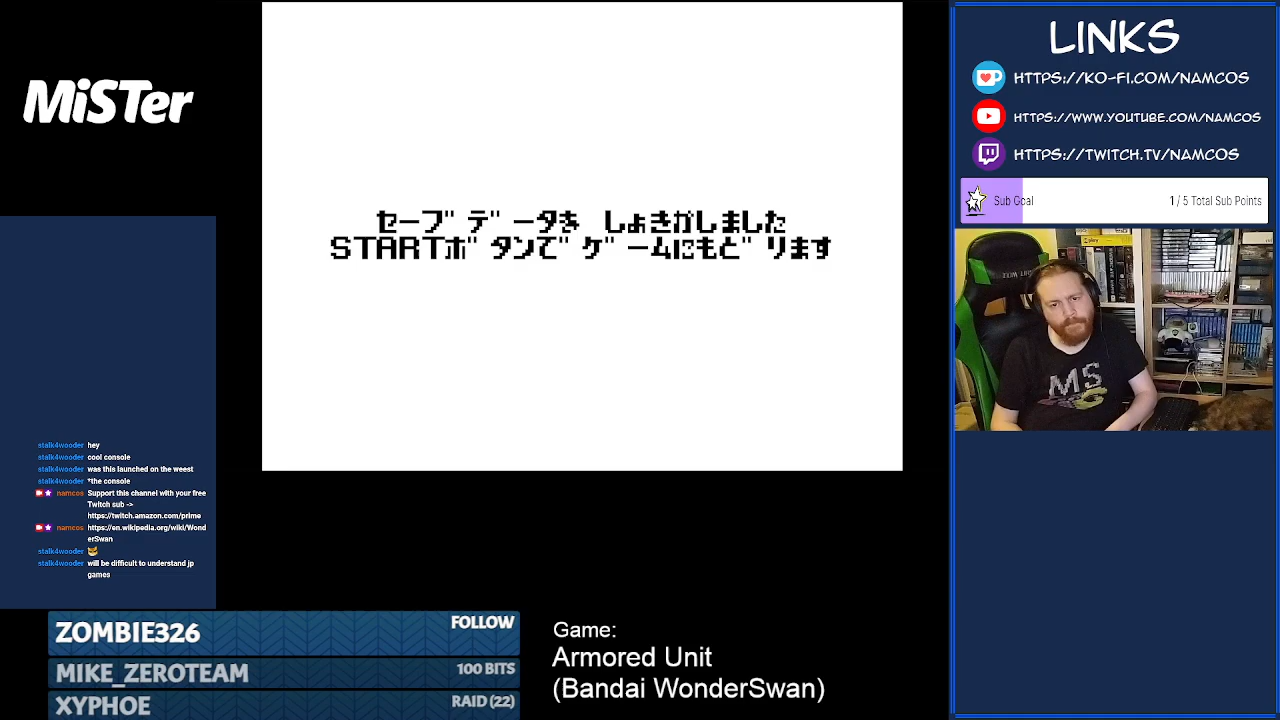 MiSTer
セーブデータを しょきかしました
STARTボタンでゲームにもどります
LINKS
HTTPS://KO-FI.COM/NAMCOS
HTTPS://WWW.YOUTUBE.COM/NAMCOS
HTTPS://TWITCH.TV/NAMCOS
Sub Goal
1 / 5 Total Sub Points
MS
stalk4wooder hey
stalk4wooder cool console
stalk4wooder was this launched on the weest
stalk4wooder *the console
namcos Support this channel with your free
Twitch sub ->
https://twitch.amazon.com/prime
namcos https://en.wikipedia.org/wiki/Wond
erSwan
stalk4wooder
stalk4wooder will be difficult to understand jp
games
ZOMBIE326 FOLLOW
MIKE_ZEROTEAM 100 BITS
XYPHOE RAID (22)
Game:
Armored Unit
(Bandai WonderSwan)